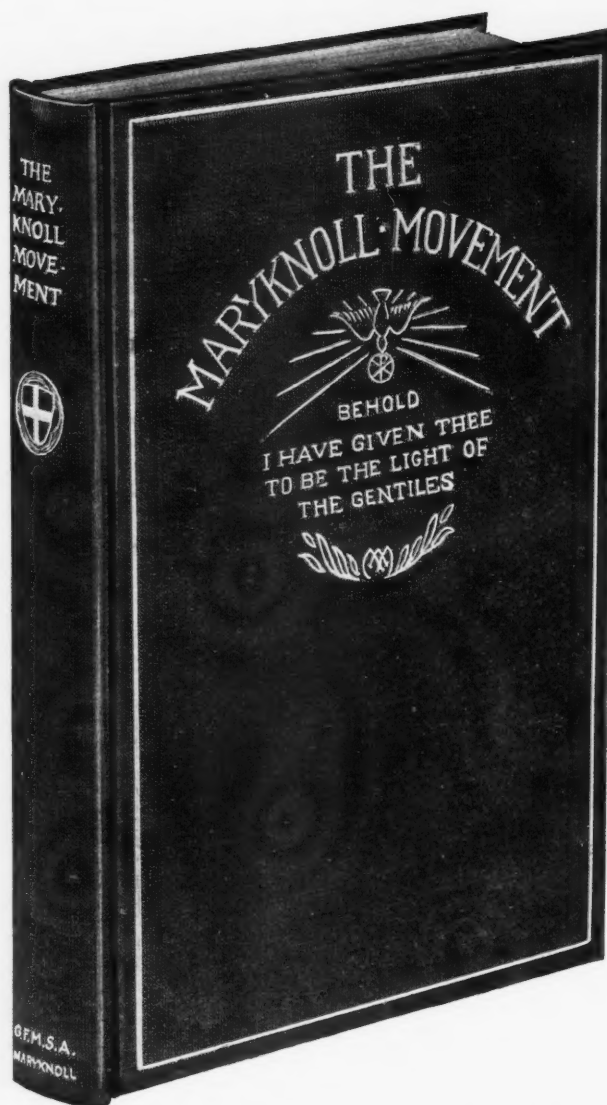 THE
MARY-
KNOLL
MOVE-
MENT
C.F.M.S.A.
MARYKNOLL
THE
MARYKNOLL·MOVEMENT
BEHOLD
I HAVE GIVEN THEE
TO BE THE LIGHT OF
THE GENTILES